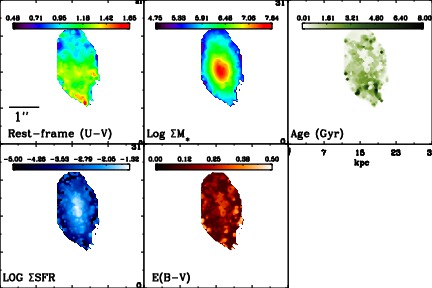 31
0.48 0.71 0.95 1.18 1.42 1.65
4.75 5.33 5.91 6.48 7.06 7.64
0.01 1.61 3.21 4.80 6.40 8.00
1"
Rest-frame (U-V)
Log ΣM*
Age (Gyr)
7 15 23 3
kpc
-5.00 -4.26 -3.53 -2.79 -2.05 -1.32
0.00 0.12 0.25 0.38 0.50
LOG ΣSFR
E(B-V)